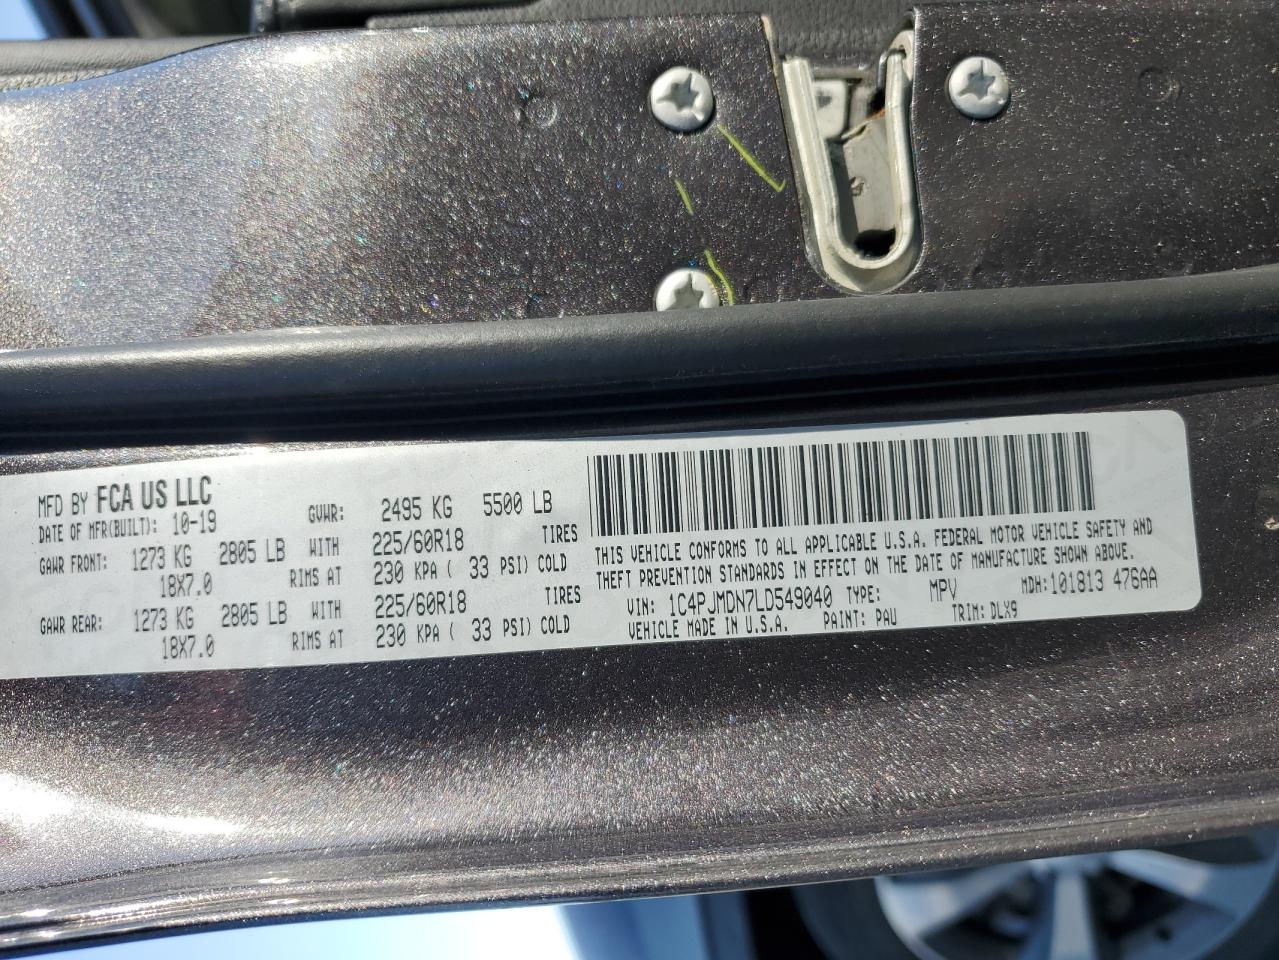 MFD BY FCA US LLC
DATE OF MFR(BUILT): 10-19 GVWR: 2495 KG 5500 LB
GAWR FRONT: 1273 KG 2805 LB WITH 225/60R18 TIRES
18X7.0 RIMS AT 230 KPA ( 33 PSI) COLD
GAWR REAR: 1273 KG 2805 LB WITH 225/60R18 TIRES
18X7.0 RIMS AT 230 KPA ( 33 PSI) COLD
THIS VEHICLE CONFORMS TO ALL APPLICABLE U.S.A. FEDERAL MOTOR VEHICLE SAFETY AND
THEFT PREVENTION STANDARDS IN EFFECT ON THE DATE OF MANUFACTURE SHOWN ABOVE.
VIN: 1C4PJMDN7LD549040 TYPE: MPV MDH:101813 476AA
VEHICLE MADE IN U.S.A. PAINT: PAU TRIM: DLX9